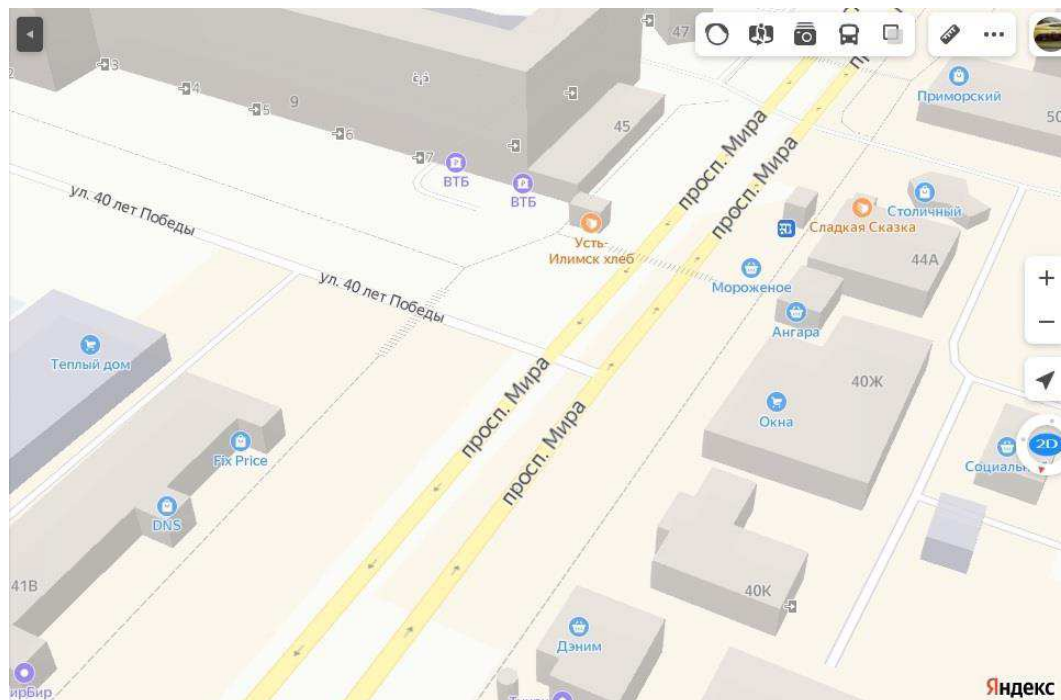 47
Приморский
50
3
4
5
9
6
7
45
ВТБ
ВТБ
просп. Мира
просп. Мира
ул. 40 лет Победы
Усть-
Илимск хлеб
Столичный
Сладкая Сказка
44А
Мороженое
ул. 40 лет Победы
Ангара
Теплый дом
просп. Мира
просп. Мира
40Ж
Окна
Fix Price
2D
DNS
41В
40К
Дэним
Яндекс